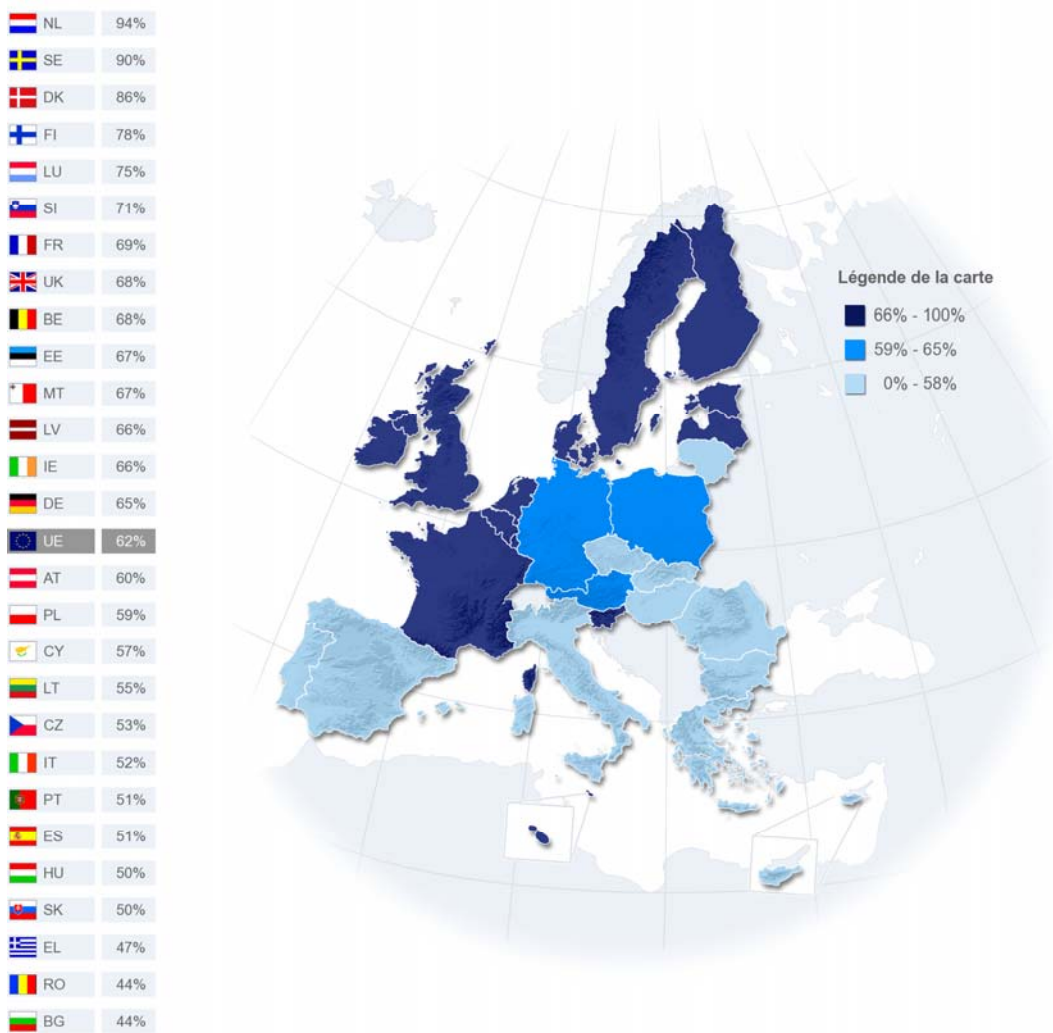 NL 94%
SE 90%
DK 86%
FI 78%
LU 75%
SI 71%
FR 69%
UK 68%
BE 68%
EE 67%
MT 67%
LV 66%
IE 66%
DE 65%
UE 62%
AT 60%
PL 59%
CY 57%
LT 55%
CZ 53%
IT 52%
PT 51%
ES 51%
HU 50%
SK 50%
EL 47%
RO 44%
BG 44%
Légende de la carte
66% - 100%
59% - 65%
0% - 58%